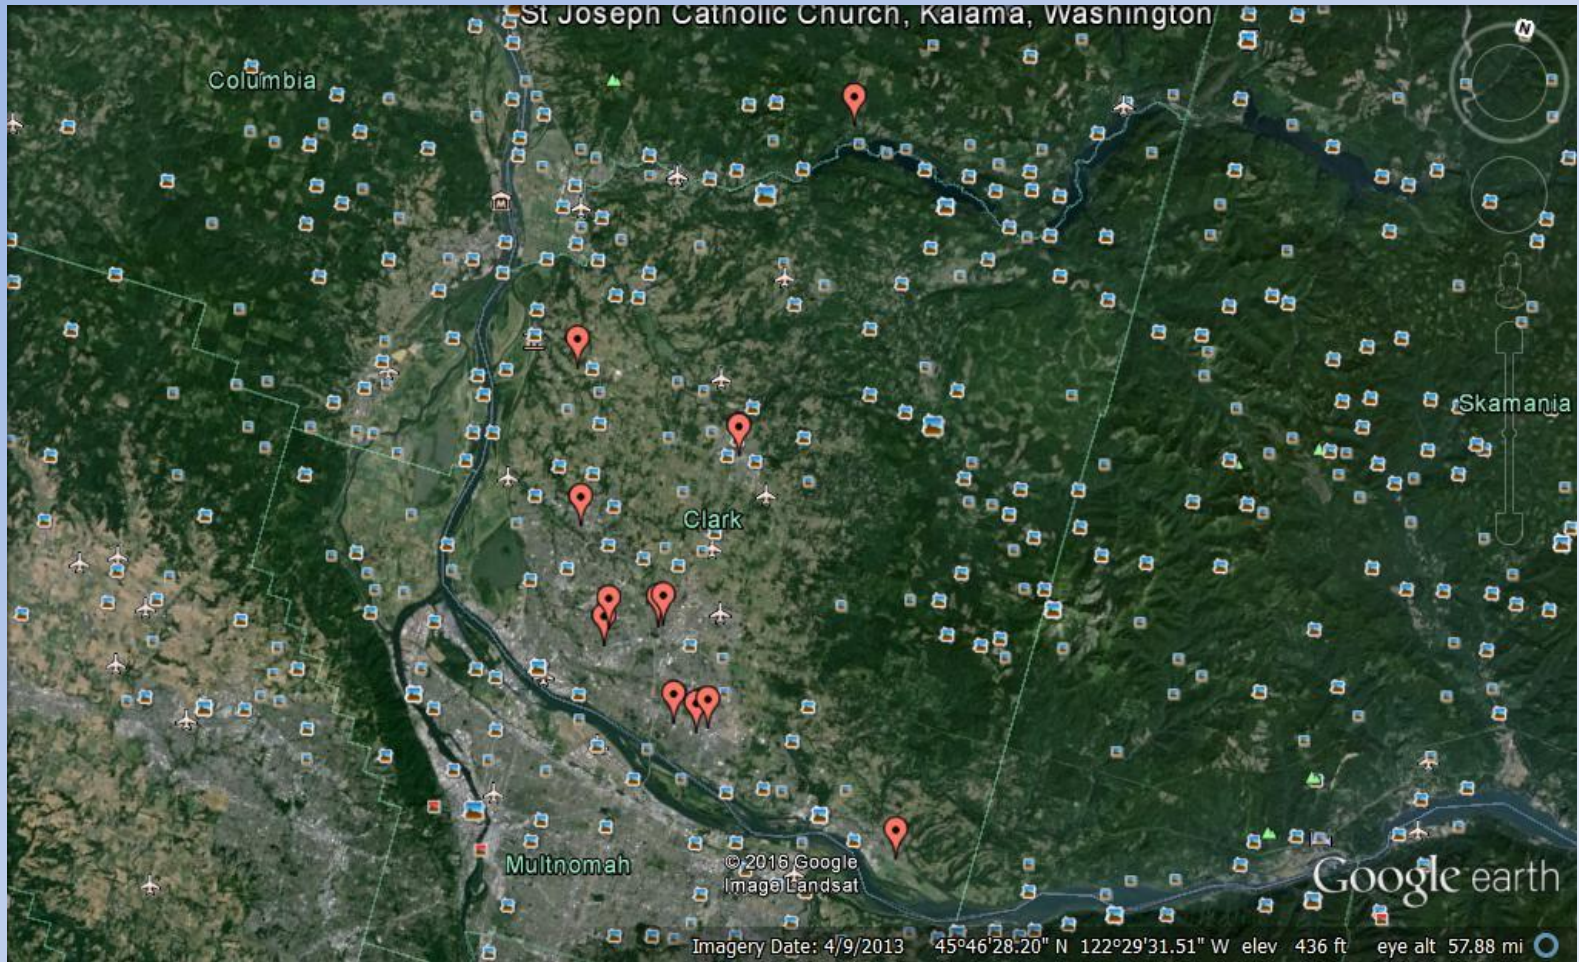 St Joseph Catholic Church, Kalama, Washington
N
Columbia
Skamania
Clark
Multnomah
© 2016 Google
Image Landsat
Google earth
Imagery Date: 4/9/2013 45°46'28.20" N 122°29'31.51" W elev 436 ft eye alt 57.88 mi